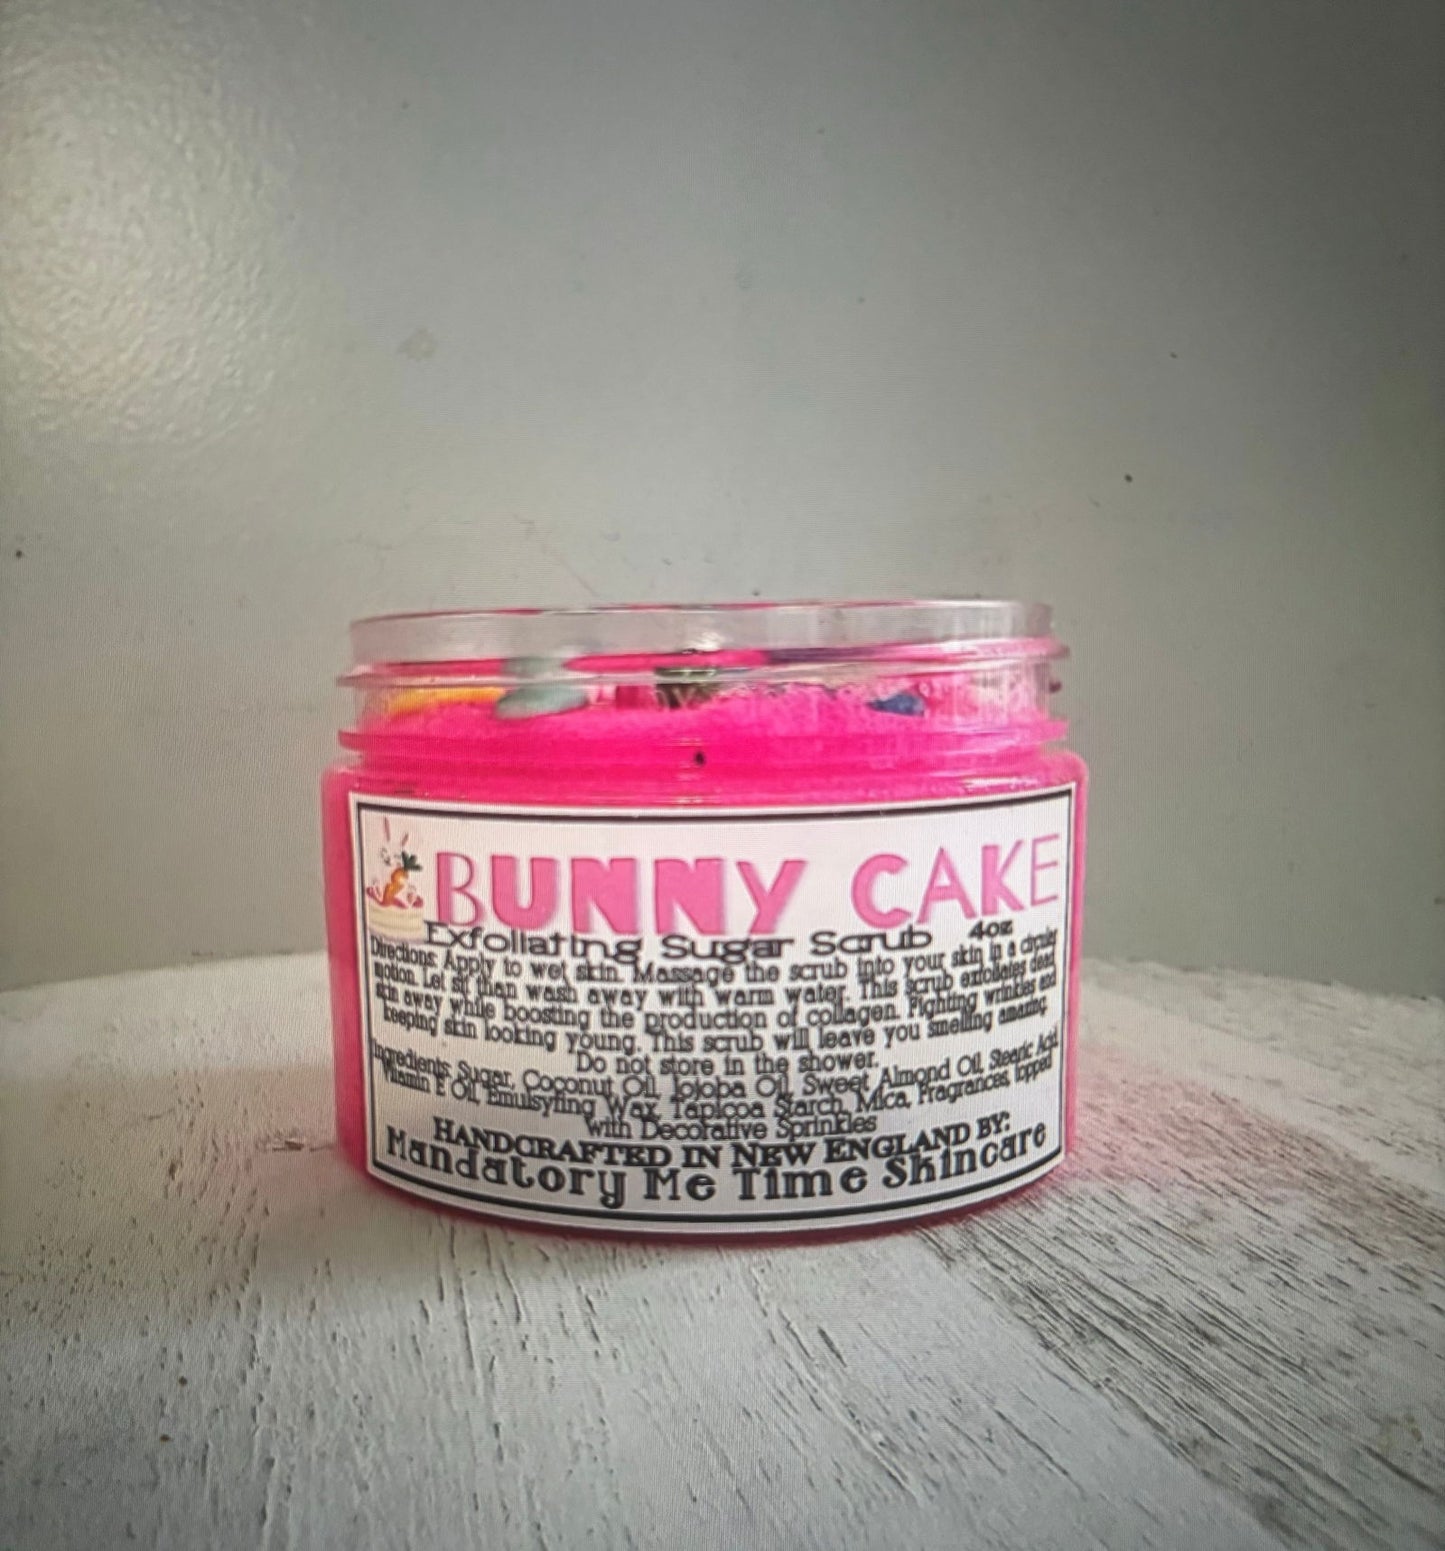 BUNNY CAKE
Exfoliating Sugar Scrub 4oz
Directions: Apply to wet skin. Massage the scrub into your skin in a circular
motion. Let sit than wash away with warm water. This scrub exfoliates dead
skin away while boosting the production of collagen. Fighting wrinkles and
keeping skin looking young. This scrub will leave you smelling amazing.
Do not store in the shower.
Ingredients: Sugar, Coconut Oil, Jojoba Oil, Sweet Almond Oil, Stearic Acid,
Vitamin E Oil, Emulsyfing Wax, Tapicoa Starch, Mica, Fragrances, topped
with Decorative Sprinkles
HANDCRAFTED IN NEW ENGLAND BY:
Mandatory Me Time Skincare